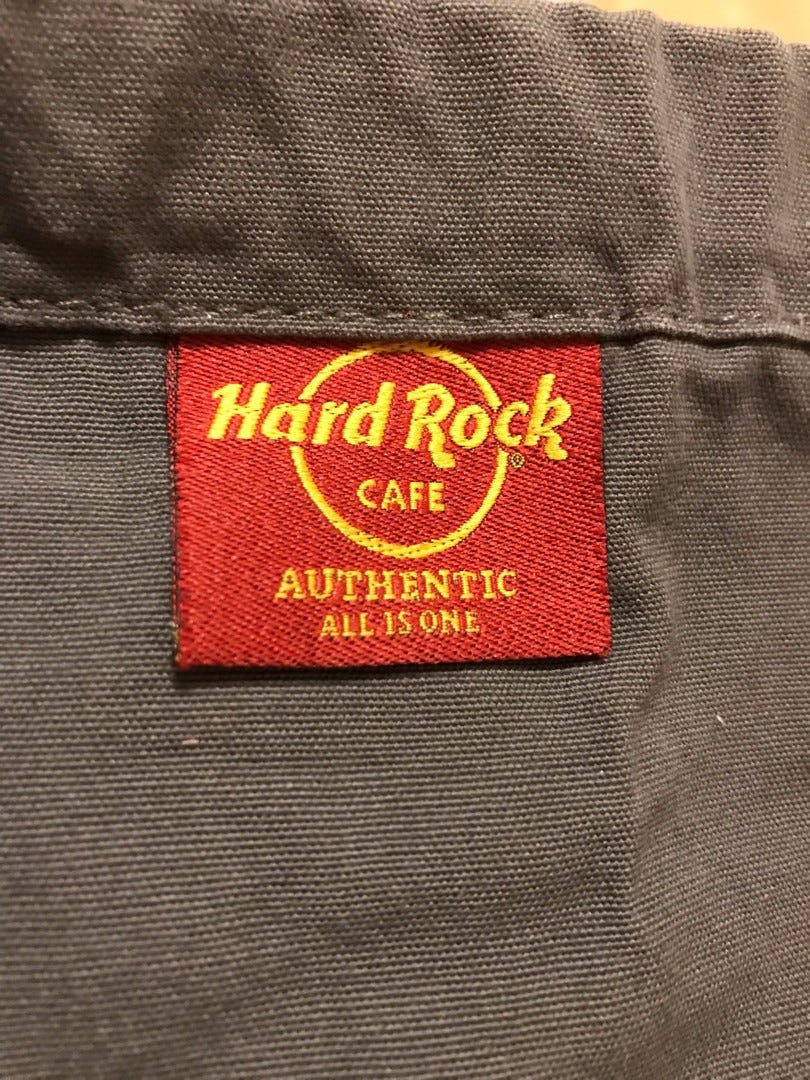 Hard Rock
®
CAFE
AUTHENTIC
ALL IS ONE